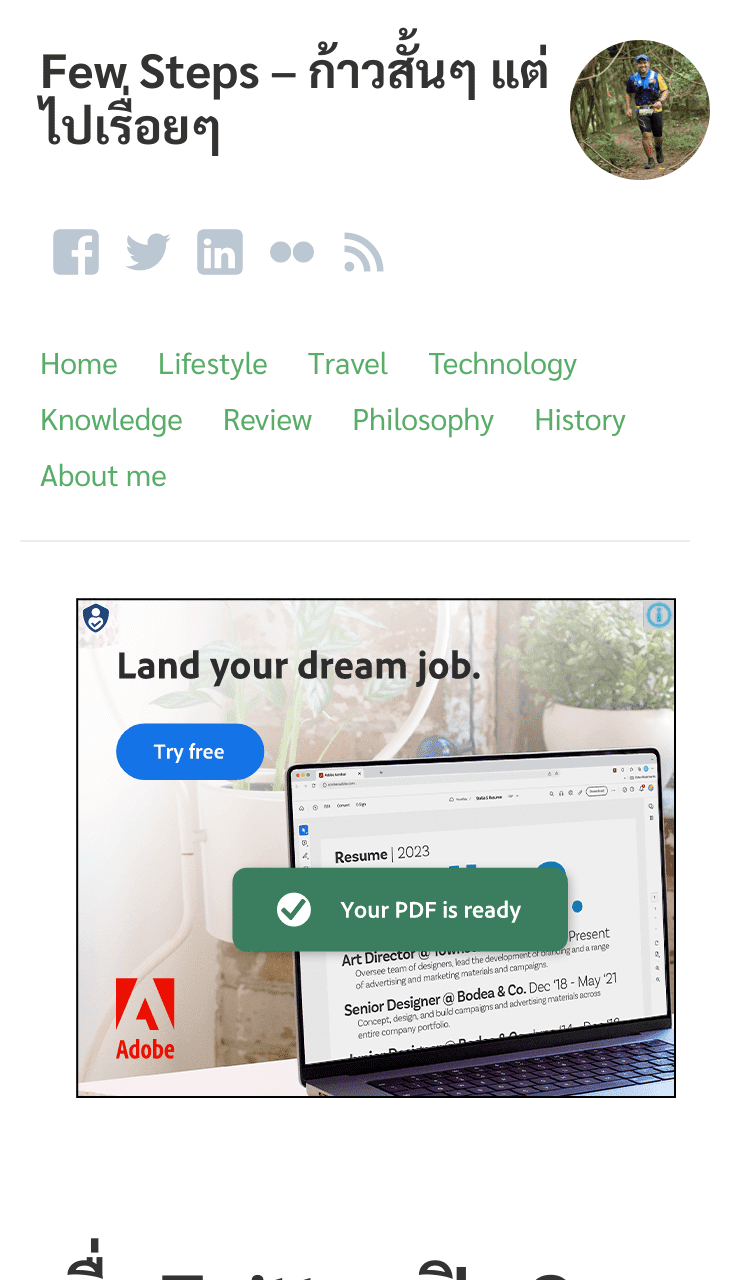 Few Steps – ก้าวสั้นๆ แต่
ไปเรื่อยๆ
Home Lifestyle Travel Technology
Knowledge Review Philosophy History
About me
Land your dream job.
Try free
Resume | 2023
Your PDF is ready
Present
Art Director @
Oversee team of designers, lead the development of branding and a range
of advertising and marketing materials and campaigns.
Senior Designer @ Bodea & Co. Dec '18 - May '21
Concept, design, and build campaigns and advertising materials across
entire company portfolio.
Adobe